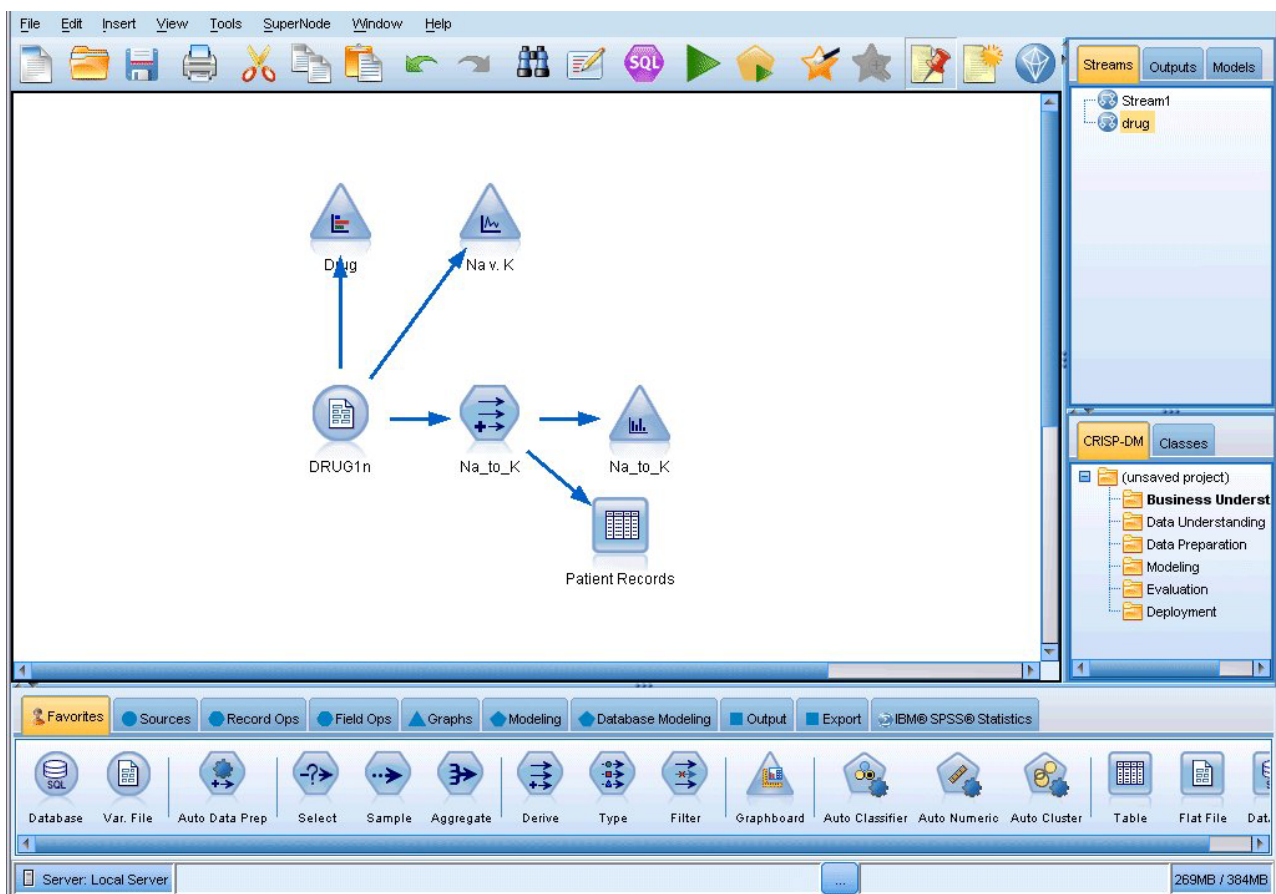 File Edit Insert View Tools SuperNode Window Help
SQL
Streams Outputs Models
Stream1
drug
Drug
Na v. K
DRUG1n
Na_to_K
Na_to_K
Patient Records
CRISP-DM Classes
(unsaved project)
Business Underst
Data Understanding
Data Preparation
Modeling
Evaluation
Deployment
Favorites Sources Record Ops Field Ops Graphs Modeling Database Modeling Output Export IBM® SPSS® Statistics
SQL
Database Var. File Auto Data Prep Select Sample Aggregate Derive Type Filter Graphboard Auto Classifier Auto Numeric Auto Cluster Table Flat File Dat
Server: Local Server ... 269MB / 384MB